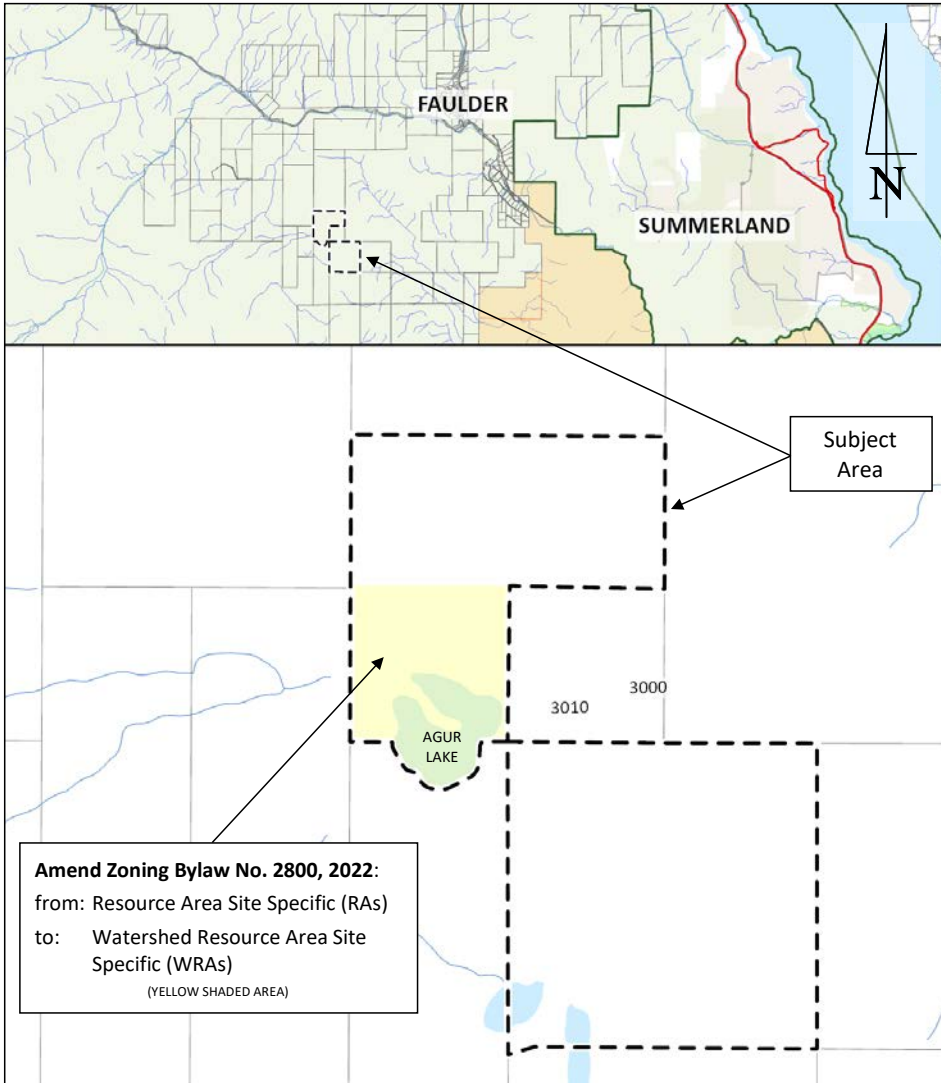 FAULDER
N
SUMMERLAND
Subject
Area
3000
3010
AGUR
LAKE
Amend Zoning Bylaw No. 2800, 2022:
from: Resource Area Site Specific (RAs)
to: Watershed Resource Area Site
Specific (WRAs)
(YELLOW SHADED AREA)